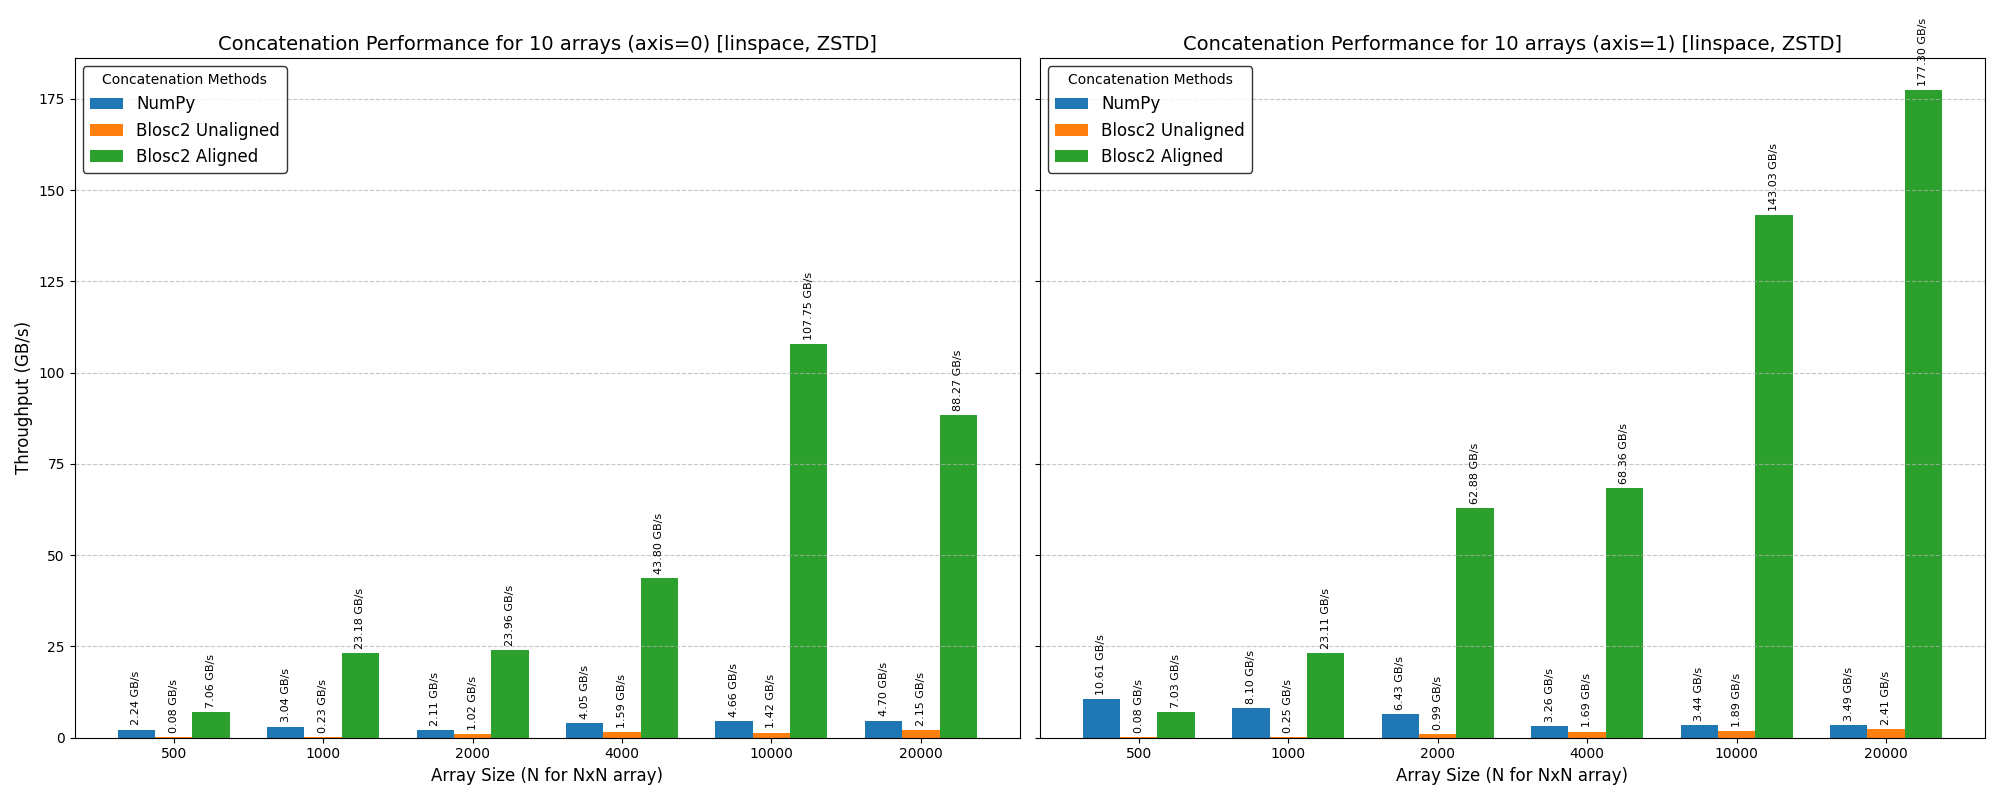 Concatenation Performance for 10 arrays (axis=0) [linspace, ZSTD]
Concatenation Methods
NumPy
Blosc2 Unaligned
Blosc2 Aligned
Throughput (GB/s)
175
150
125
100
75
50
25
0
2.24 GB/s
0.08 GB/s
7.06 GB/s
3.04 GB/s
0.23 GB/s
23.18 GB/s
2.11 GB/s
1.02 GB/s
23.96 GB/s
4.05 GB/s
1.59 GB/s
43.80 GB/s
4.66 GB/s
1.42 GB/s
107.75 GB/s
4.70 GB/s
2.15 GB/s
88.27 GB/s
500
1000
2000
4000
10000
20000
Array Size (N for NxN array)
Concatenation Performance for 10 arrays (axis=1) [linspace, ZSTD]
Concatenation Methods
NumPy
Blosc2 Unaligned
Blosc2 Aligned
10.61 GB/s
0.08 GB/s
7.03 GB/s
8.10 GB/s
0.25 GB/s
23.11 GB/s
6.43 GB/s
0.99 GB/s
62.88 GB/s
3.26 GB/s
1.69 GB/s
68.36 GB/s
3.44 GB/s
1.89 GB/s
143.03 GB/s
3.49 GB/s
2.41 GB/s
177.30 GB/s
500
1000
2000
4000
10000
20000
Array Size (N for NxN array)